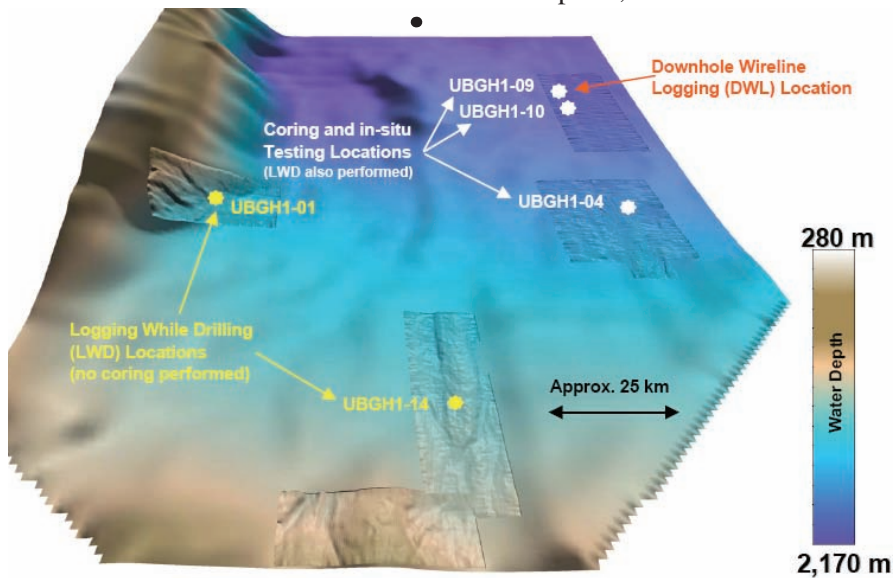 UBGH1-09
UBGH1-10
Downhole Wireline
Logging (DWL) Location
Coring and in-situ
Testing Locations
(LWD also performed)
UBGH1-01
UBGH1-04
280 m
Logging While Drilling
(LWD) Locations
(no coring performed)
UBGH1-14
Approx. 25 km
Water Depth
2,170 m